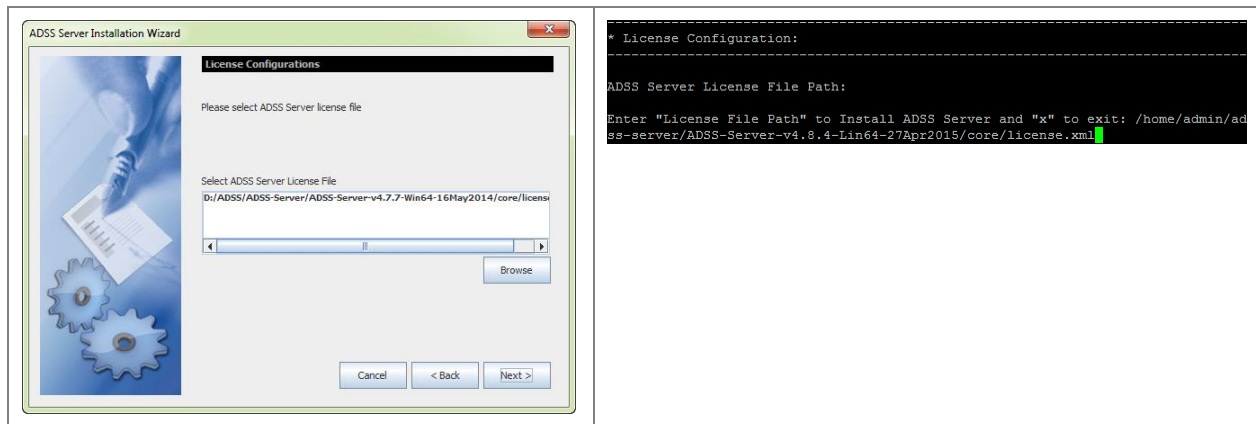 ADSS Server Installation Wizard
License Configurations
Please select ADSS Server license file
Select ADSS Server License File
D:/ADSS/ADSS-Server/ADSS-Server-v4.7.7-Win64-16May2014/core/licens
Browse
Cancel
< Back
Next >
* License Configuration:
ADSS Server License File Path:
Enter "License File Path" to Install ADSS Server and "x" to exit: /home/admin/ad
ss-server/ADSS-Server-v4.8.4-Lin64-27Apr2015/core/license.xml